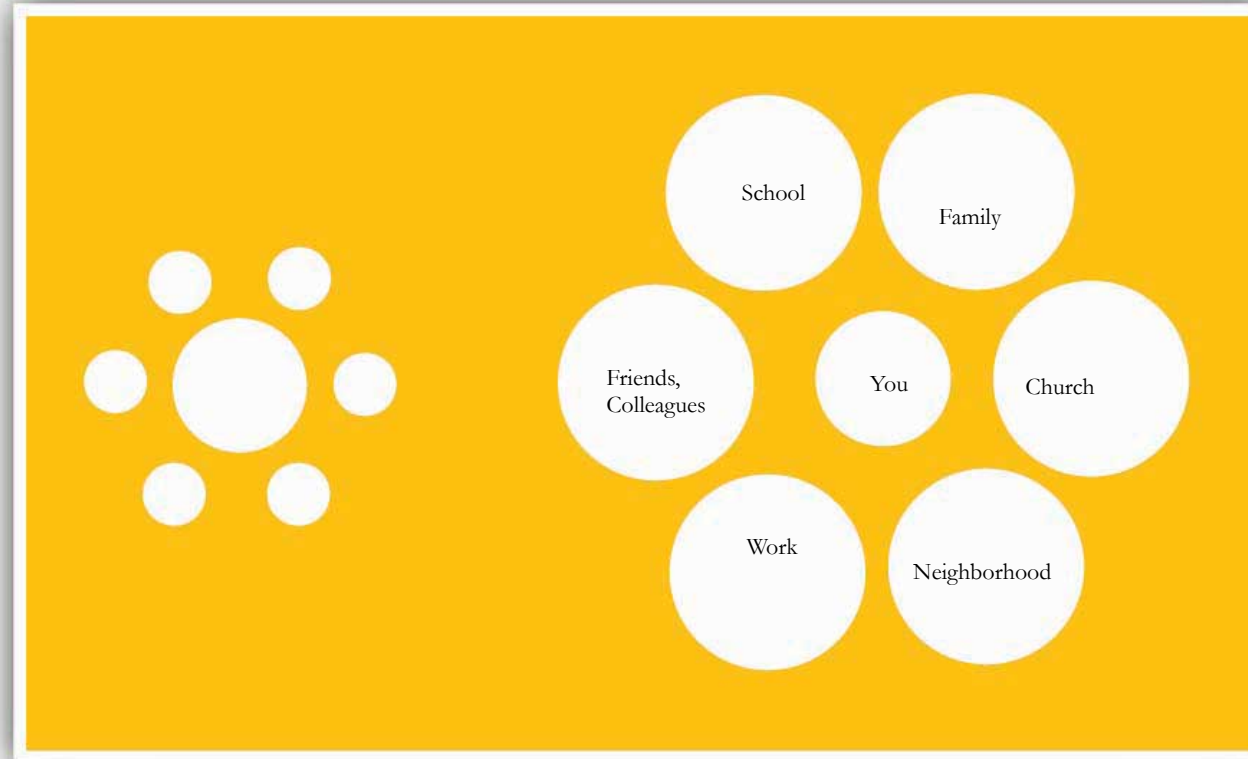 School
Family
Friends,
Colleagues
You
Church
Work
Neighborhood